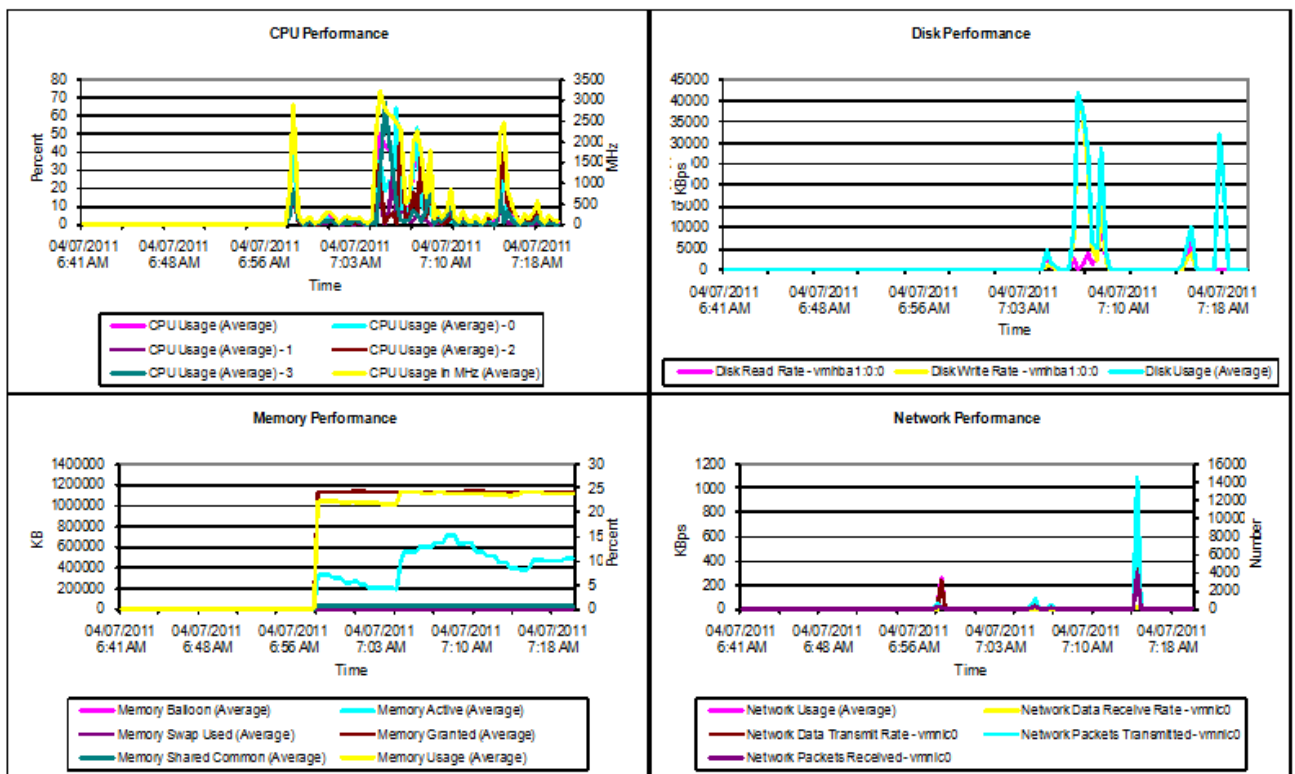 CPU Performance
80 3500
70 3000
60 2500
50 2000
40 1500
30 1000
20 500
10 0
0
Percent
MHz
04/07/2011 04/07/2011 04/07/2011 04/07/2011 04/07/2011 04/07/2011
6:41 AM 6:48 AM 6:56 AM 7:03 AM 7:10 AM 7:18 AM
Time
CPU Usage (Average) CPU Usage (Average) - 0
CPU Usage (Average) - 1 CPU Usage (Average) - 2
CPU Usage (Average) - 3 CPU Usage In MHz (Average)
Disk Performance
45000
40000
35000
30000
25000
20000
15000
10000
5000
0
KBps
04/07/2011 04/07/2011 04/07/2011 04/07/2011 04/07/2011 04/07/2011
6:41 AM 6:48 AM 6:56 AM 7:03 AM 7:10 AM 7:18 AM
Time
Disk Read Rate - vmhba1:0:0 Disk Write Rate - vmhba1:0:0 Disk Usage (Average)
Memory Performance
1400000 30
1200000 25
1000000 20
800000 15
600000 10
400000 5
200000 0
0
KB
Percent
04/07/2011 04/07/2011 04/07/2011 04/07/2011 04/07/2011 04/07/2011
6:41 AM 6:48 AM 6:56 AM 7:03 AM 7:10 AM 7:18 AM
Time
Memory Balloon (Average) Memory Active (Average)
Memory Swap Used (Average) Memory Granted (Average)
Memory Shared Common (Average) Memory Usage (Average)
Network Performance
1200 16000
1000 14000
800 12000
600 10000
400 8000
200 6000
0 4000
2000
0
KBps
Number
04/07/2011 04/07/2011 04/07/2011 04/07/2011 04/07/2011 04/07/2011
6:41 AM 6:48 AM 6:56 AM 7:03 AM 7:10 AM 7:18 AM
Time
Network Usage (Average) Network Data Receive Rate - vmnic0
Network Data Transmit Rate - vmnic0 Network Packets Transmitted - vmnic0
Network Packets Received - vmnic0